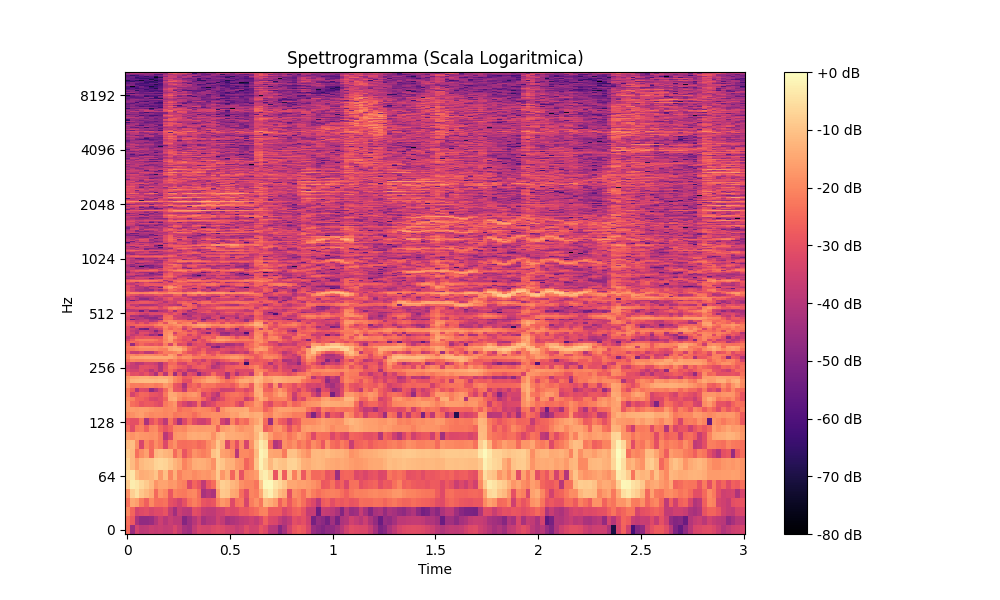 Spettrogramma (Scala Logaritmica)
Hz
8192
4096
2048
1024
512
256
128
64
0
0
0.5
1
1.5
2
2.5
3
Time
+0 dB
-10 dB
-20 dB
-30 dB
-40 dB
-50 dB
-60 dB
-70 dB
-80 dB